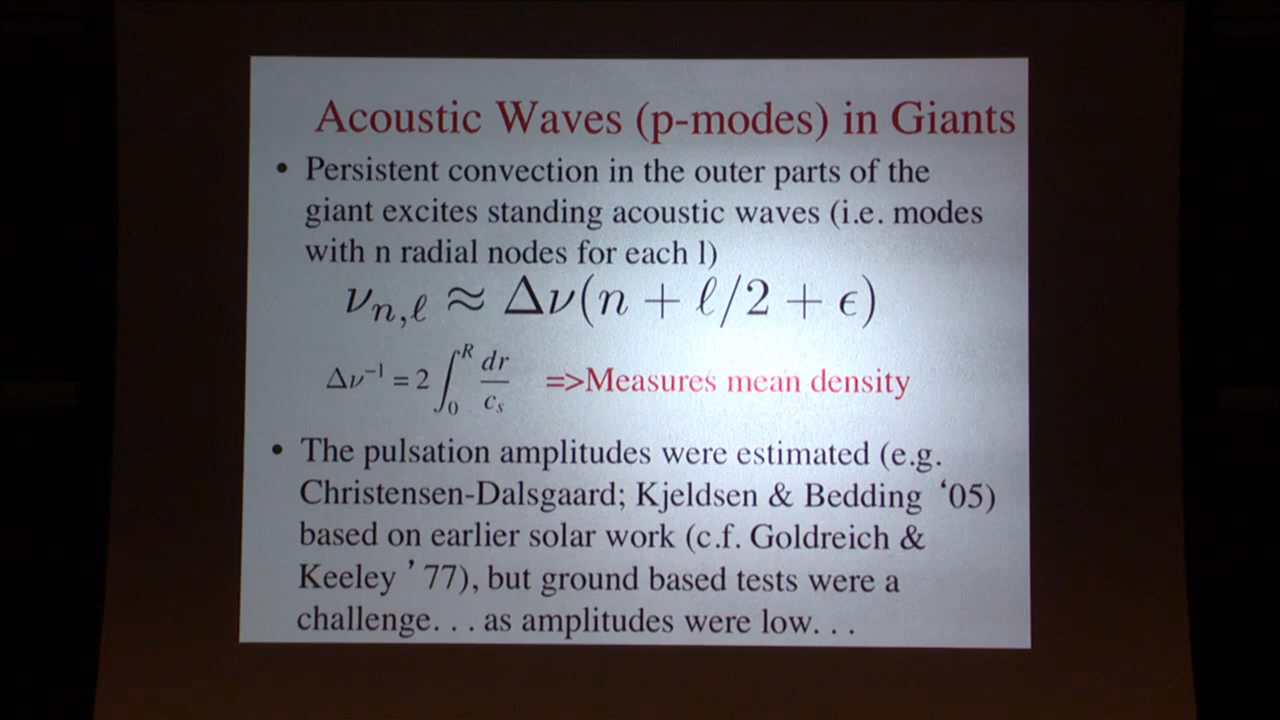 Acoustic Waves (p-modes) in Giants
• Persistent convection in the outer parts of the
giant excites standing acoustic waves (i.e. modes
with n radial nodes for each l)
νₙ,ℓ ≈ Δν(n + ℓ/2 + ϵ)
Δν⁻¹ = 2 ∫₀ᴿ dr/cₛ =>Measures mean density
• The pulsation amplitudes were estimated (e.g.
Christensen-Dalsgaard; Kjeldsen & Bedding ‘05)
based on earlier solar work (c.f. Goldreich &
Keeley ’ 77), but ground based tests were a
challenge. . . as amplitudes were low. . .